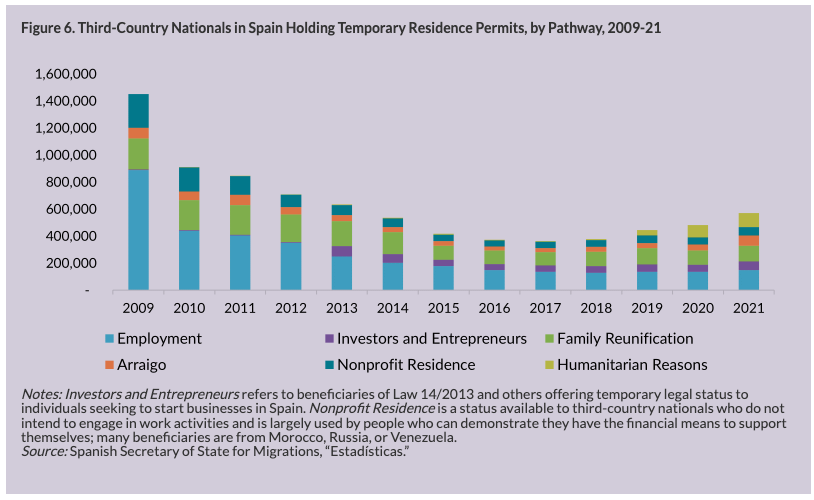 Figure 6. Third-Country Nationals in Spain Holding Temporary Residence Permits, by Pathway, 2009-21
1,600,000
1,400,000
1,200,000
1,000,000
800,000
600,000
400,000
200,000
-
2009 2010 2011 2012 2013 2014 2015 2016 2017 2018 2019 2020 2021
Employment Investors and Entrepreneurs Family Reunification
Arraigo Nonprofit Residence Humanitarian Reasons
Notes: Investors and Entrepreneurs refers to beneficiaries of Law 14/2013 and others offering temporary legal status to
individuals seeking to start businesses in Spain. Nonprofit Residence is a status available to third-country nationals who do not
intend to engage in work activities and is largely used by people who can demonstrate they have the financial means to support
themselves; many beneficiaries are from Morocco, Russia, or Venezuela.
Source: Spanish Secretary of State for Migrations, “Estadísticas.”